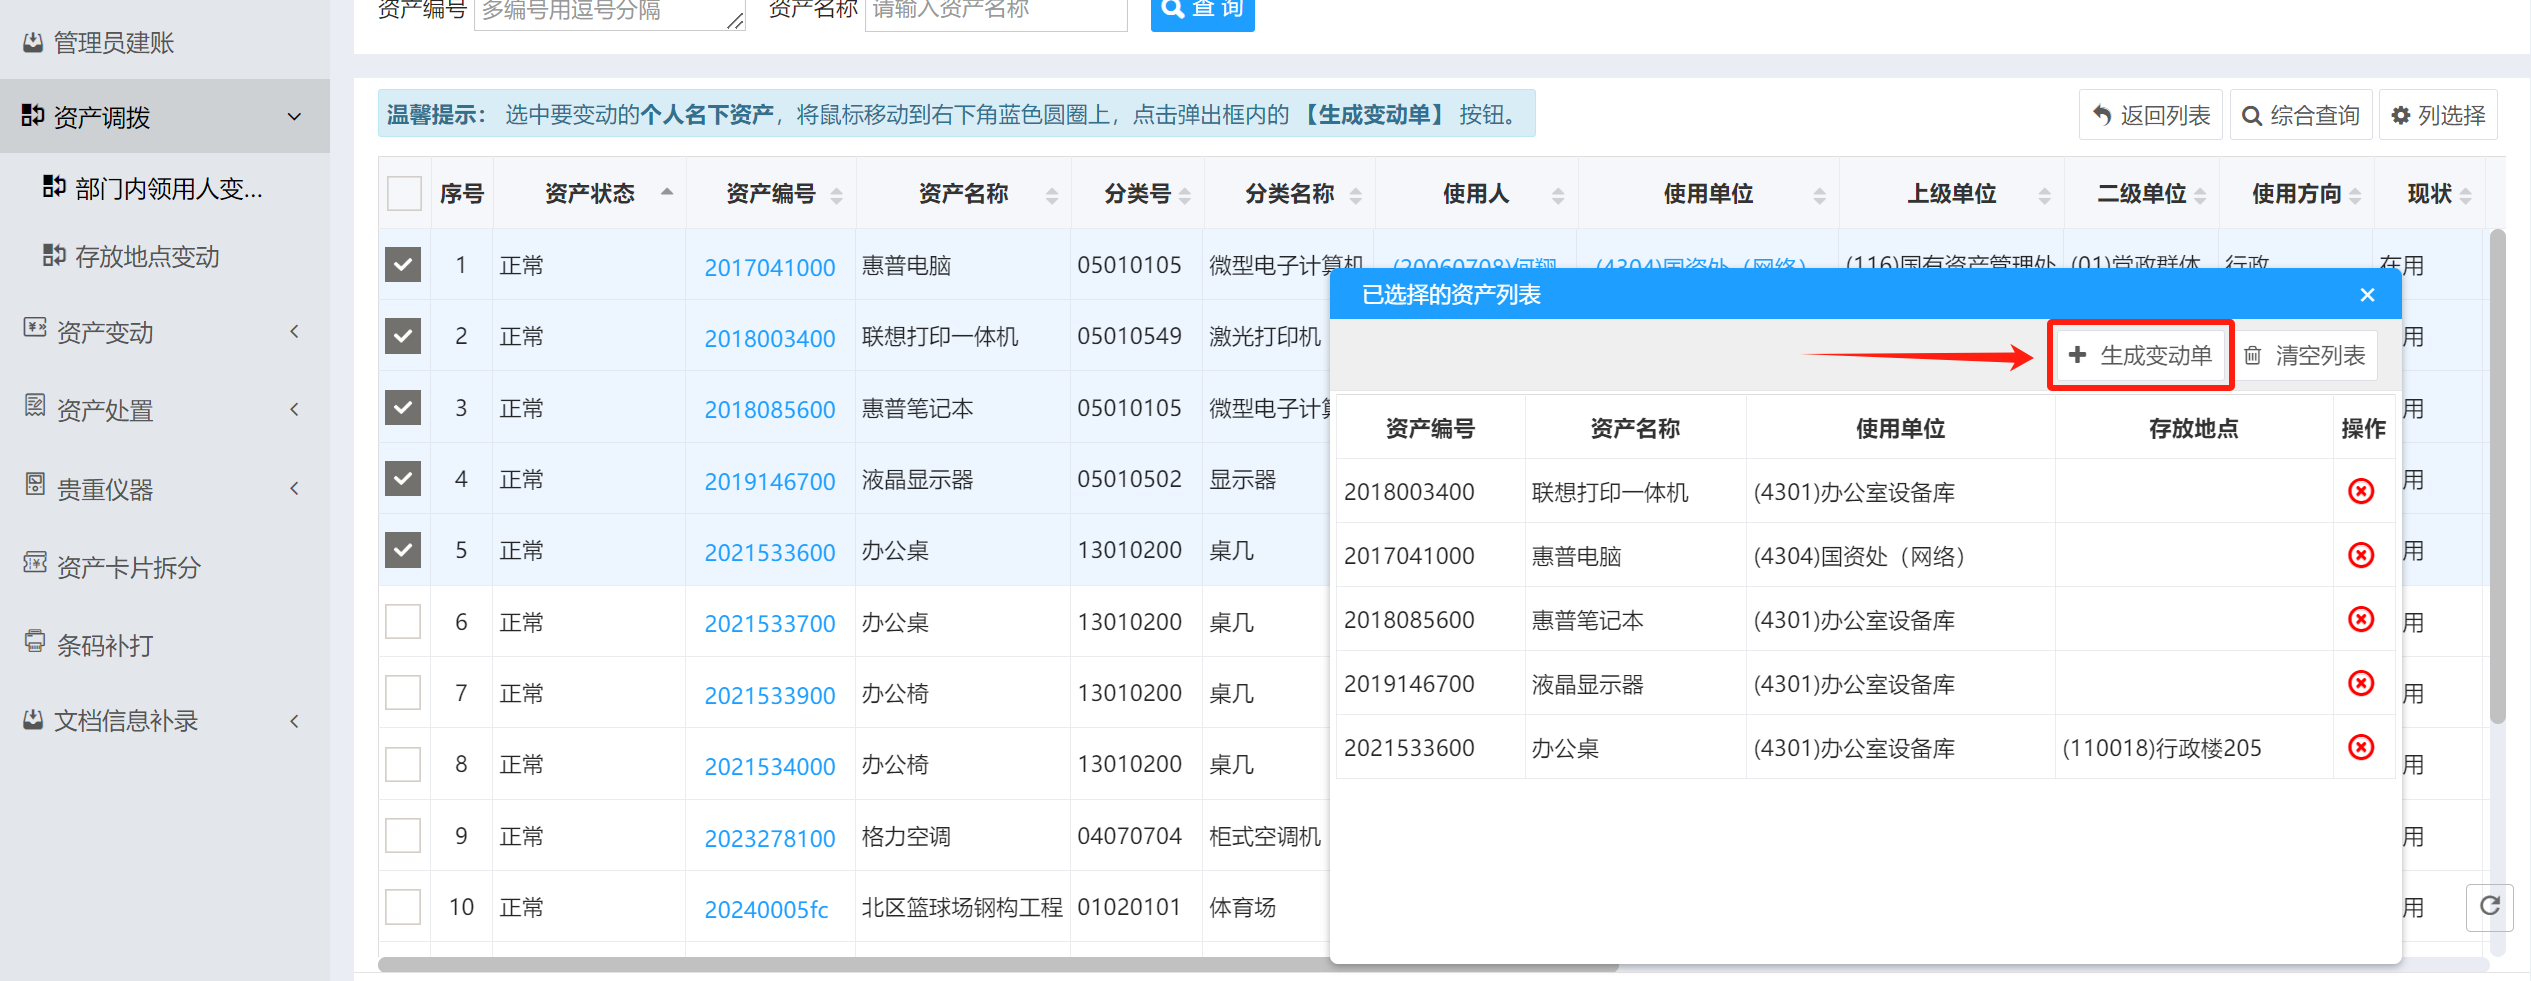 资产编号 多编号用逗号分隔 资产名称 请输入资产名称 查 询
管理员建账
资产调拨
部门内领用人变...
存放地点变动
资产变动
资产处置
贵重仪器
资产卡片拆分
条码补打
文档信息补录
温馨提示： 选中要变动的个人名下资产，将鼠标移动到右下角蓝色圆圈上，点击弹出框内的 【生成变动单】 按钮。
返回列表 综合查询 列选择
序号 资产状态 资产编号 资产名称 分类号 分类名称 使用人 使用单位 上级单位 二级单位 使用方向 现状
1 正常 2017041000 惠普电脑 05010105 微型电子计算机 (20060708)何翔 (4304)国资处（网络） (116)国有资产管理处 (01)党政群体 行政 在用
2 正常 2018003400 联想打印一体机 05010549 激光打印机 用
3 正常 2018085600 惠普笔记本 05010105 微型电子计算 用
4 正常 2019146700 液晶显示器 05010502 显示器 用
5 正常 2021533600 办公桌 13010200 桌几 用
6 正常 2021533700 办公桌 13010200 桌几 用
7 正常 2021533900 办公椅 13010200 桌几 用
8 正常 2021534000 办公椅 13010200 桌几 用
9 正常 2023278100 格力空调 04070704 柜式空调机 用
10 正常 20240005fc 北区篮球场钢构工程 01020101 体育场 用
已选择的资产列表
生成变动单 清空列表
资产编号 资产名称 使用单位 存放地点 操作
2018003400 联想打印一体机 (4301)办公室设备库
2017041000 惠普电脑 (4304)国资处（网络）
2018085600 惠普笔记本 (4301)办公室设备库
2019146700 液晶显示器 (4301)办公室设备库
2021533600 办公桌 (4301)办公室设备库 (110018)行政楼205